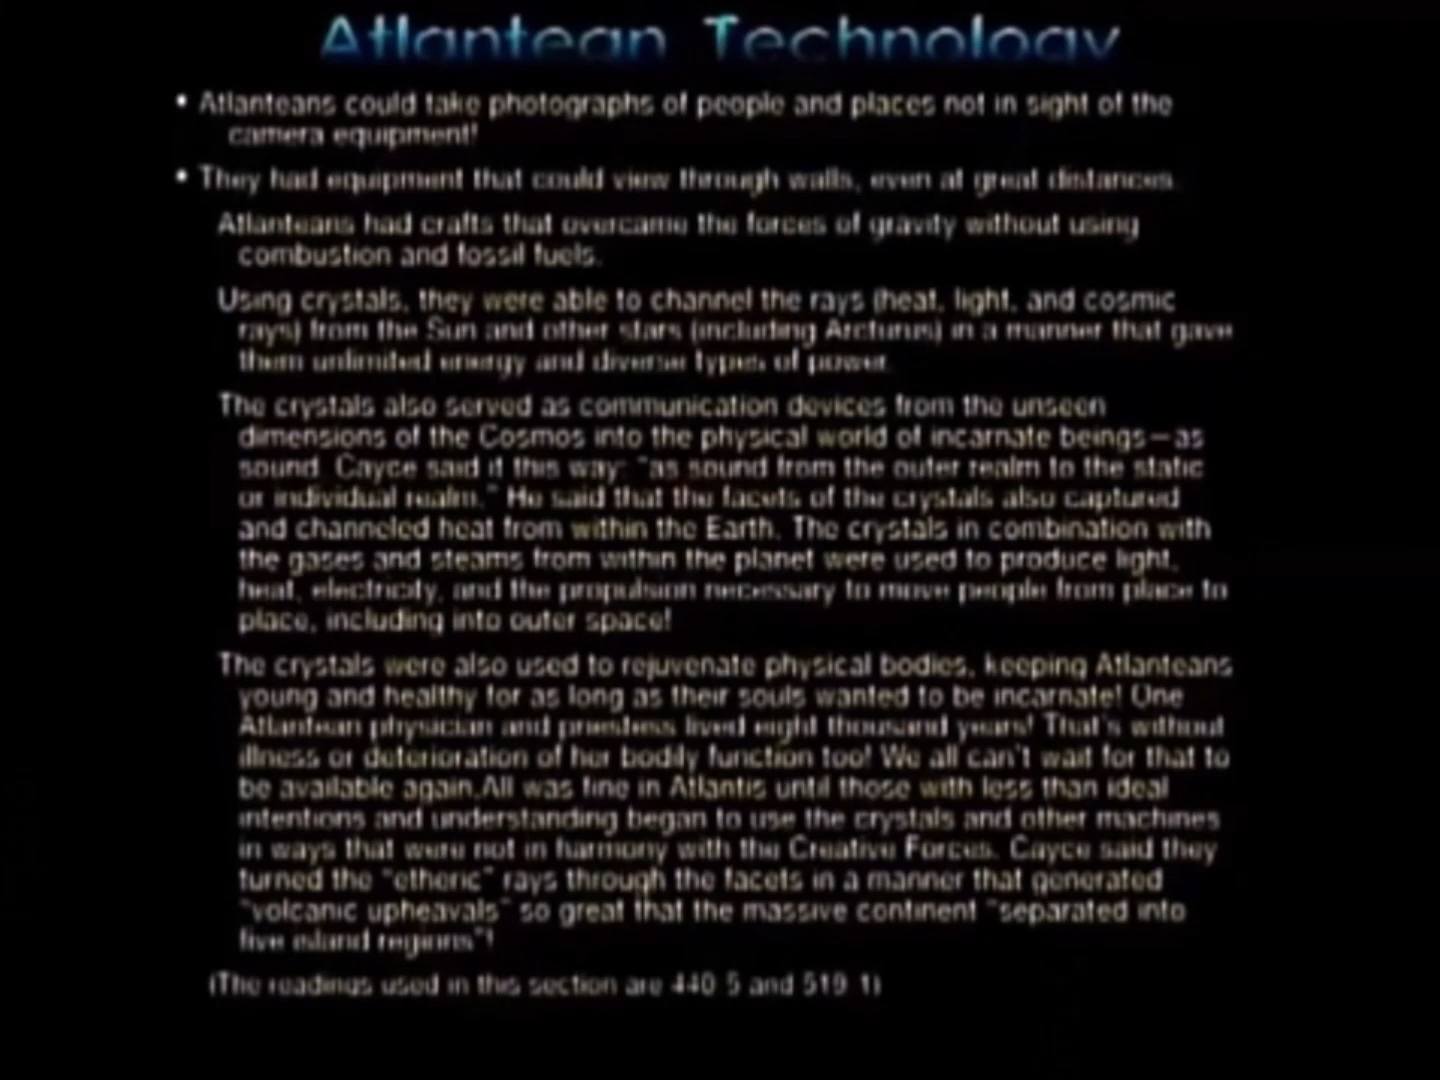 Atlantean Technology
• Atlanteans could take photographs of people and places not in sight of the
camera equipment!
• They had equipment that could view through walls, even at great distances.
Atlanteans had crafts that overcame the forces of gravity without using
combustion and fossil fuels.
Using crystals, they were able to channel the rays (heat, light, and cosmic
rays) from the Sun and other stars (including Arcturus) in a manner that gave
them unlimited energy and diverse types of power.
The crystals also served as communication devices from the unseen
dimensions of the Cosmos into the physical world of incarnate beings—as
sound. Cayce said it this way: "as sound from the outer realm to the static
or individual realm." He said that the facets of the crystals also captured
and channeled heat from within the Earth. The crystals in combination with
the gases and steams from within the planet were used to produce light,
heat, electricity, and the propulsion necessary to move people from place to
place, including into outer space!
The crystals were also used to rejuvenate physical bodies, keeping Atlanteans
young and healthy for as long as their souls wanted to be incarnate! One
Atlantean physician and priestess lived eight thousand years! That's without
illness or deterioration of her bodily function too! We all can't wait for that to
be available again.All was fine in Atlantis until those with less than ideal
intentions and understanding began to use the crystals and other machines
in ways that were not in harmony with the Creative Forces. Cayce said they
turned the "etheric" rays through the facets in a manner that generated
"volcanic upheavals" so great that the massive continent "separated into
five island regions"!
(The readings used in this section are 440-5 and 519-1)